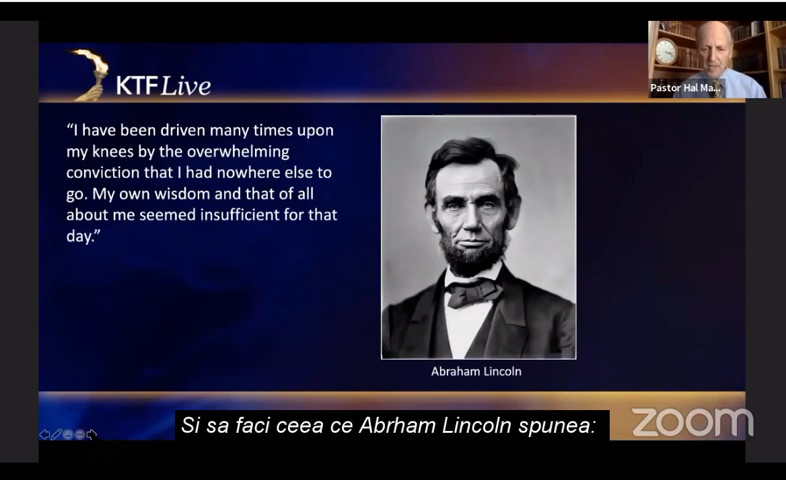 KTF Live
Pastor Hal Ma...
“I have been driven many times upon
my knees by the overwhelming
conviction that I had nowhere else to
go. My own wisdom and that of all
about me seemed insufficient for that
day.”
Abraham Lincoln
Si sa faci ceea ce Abrham Lincoln spunea:
zoom